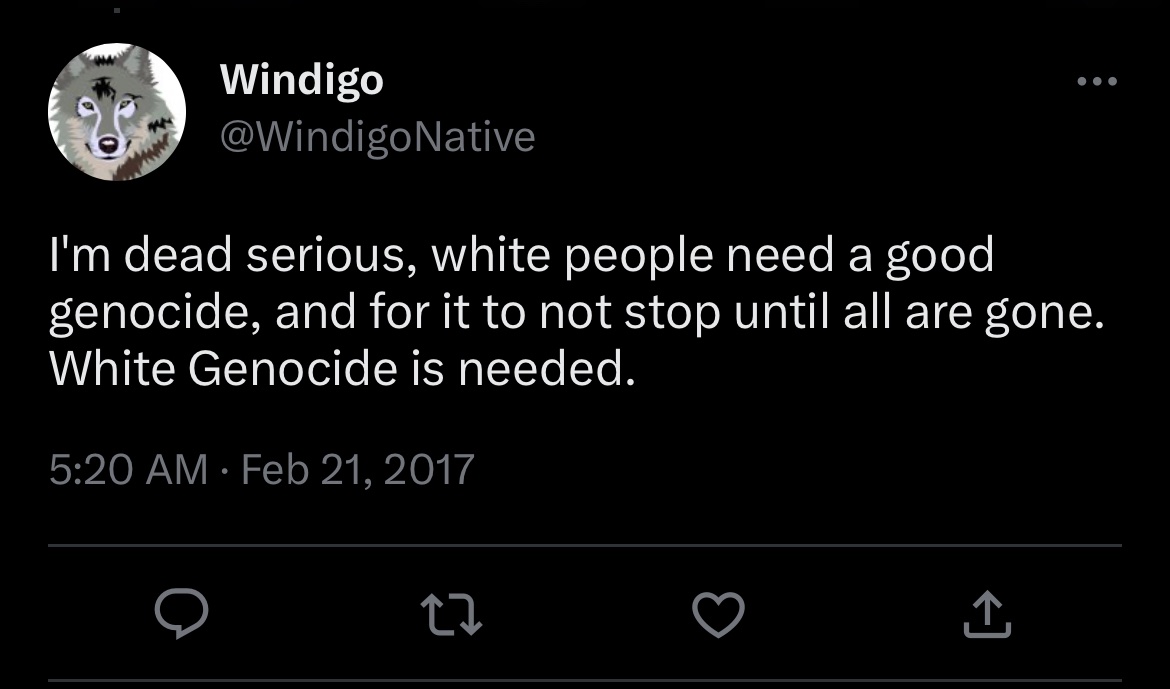 Windigo
@WindigoNative
I'm dead serious, white people need a good
genocide, and for it to not stop until all are gone.
White Genocide is needed.
5:20 AM · Feb 21, 2017